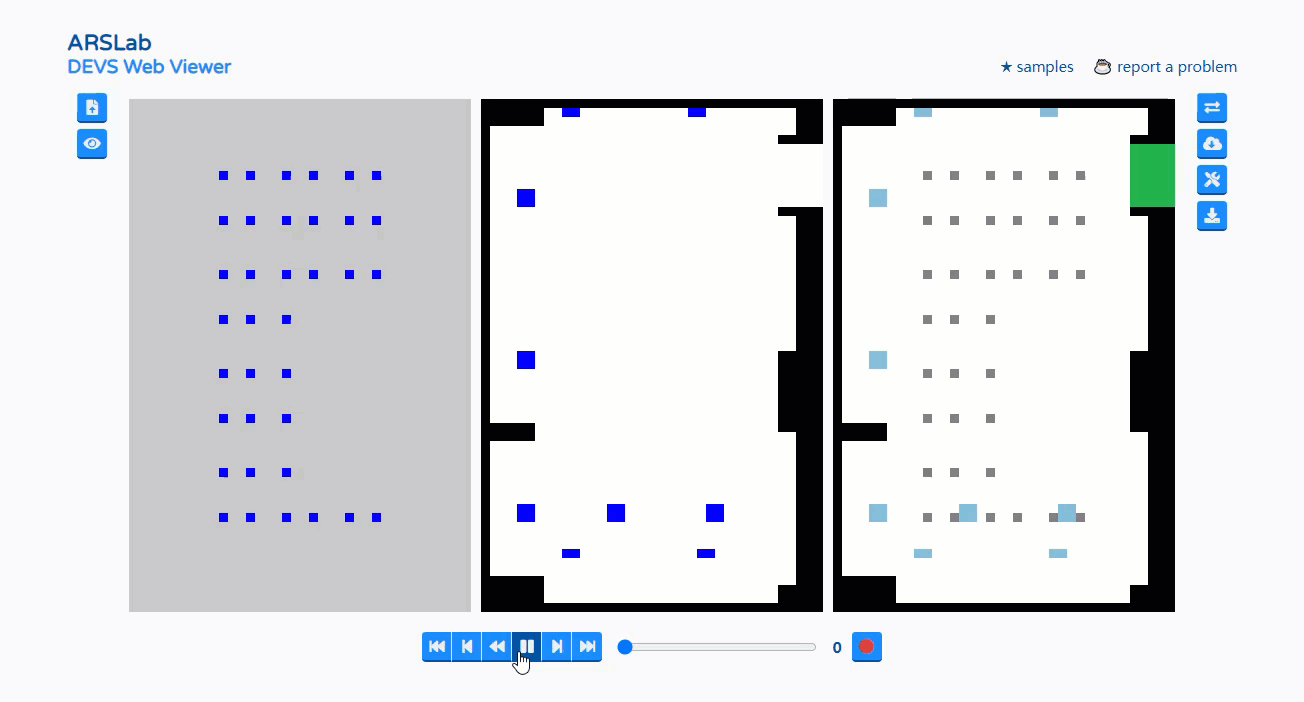 ARSLab
DEVS Web Viewer
samples
report a problem
0